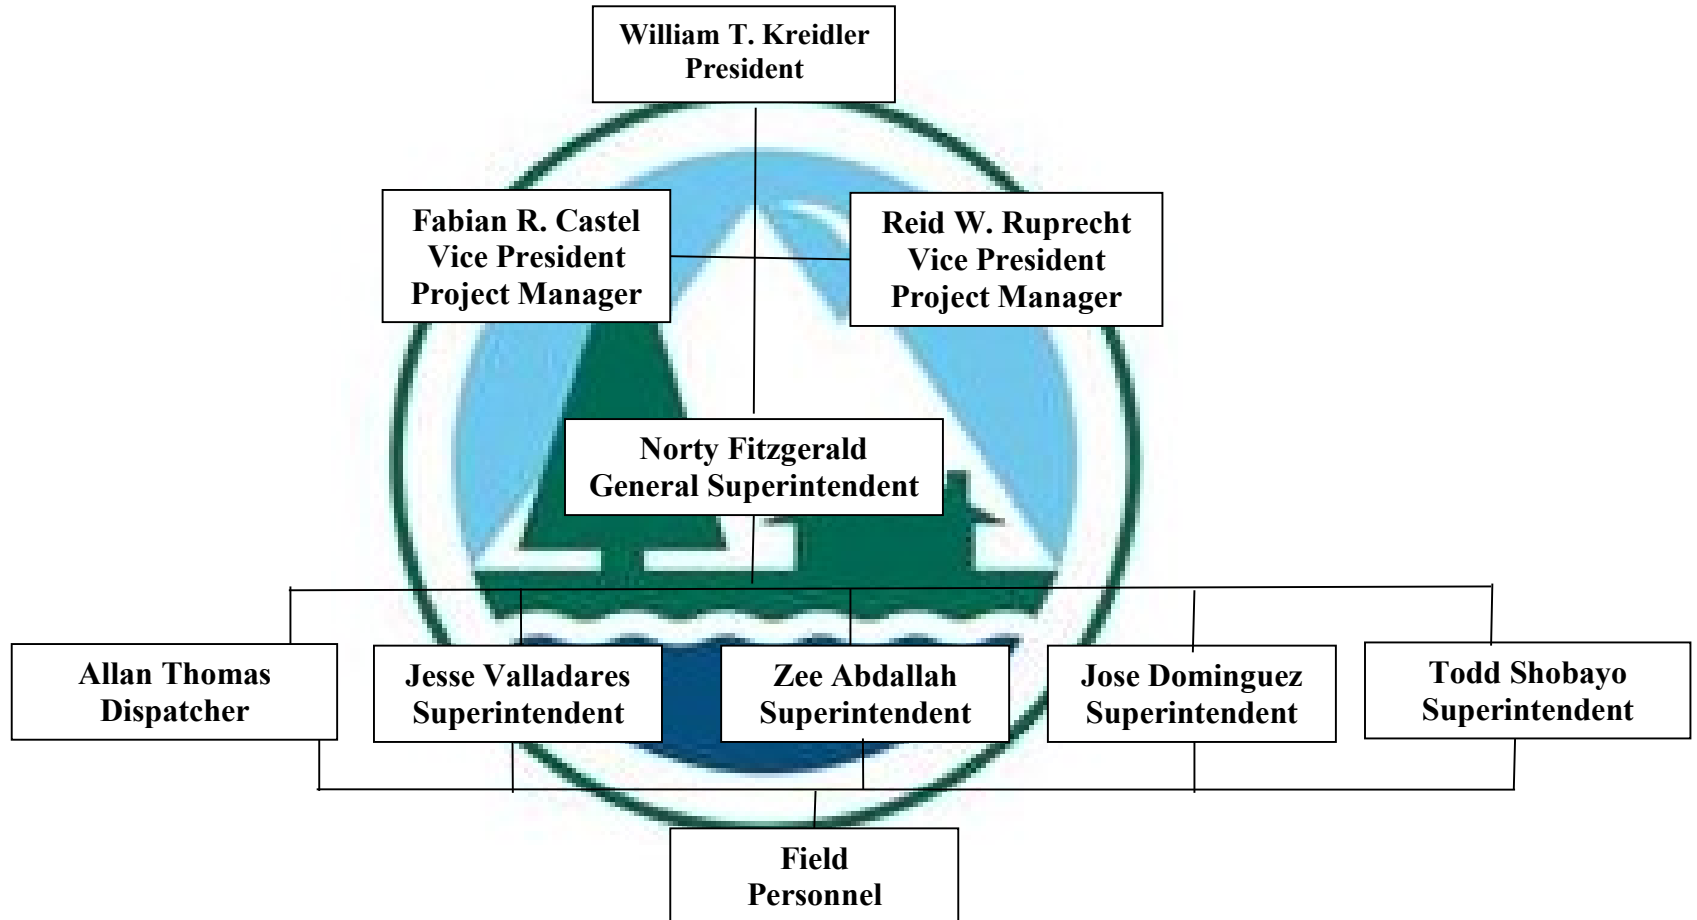 William T. Kreidler
President
Fabian R. Castel
Vice President
Project Manager
Reid W. Ruprecht
Vice President
Project Manager
Norty Fitzgerald
General Superintendent
Allan Thomas
Dispatcher
Jesse Valladares
Superintendent
Zee Abdallah
Superintendent
Jose Dominguez
Superintendent
Todd Shobayo
Superintendent
Field
Personnel